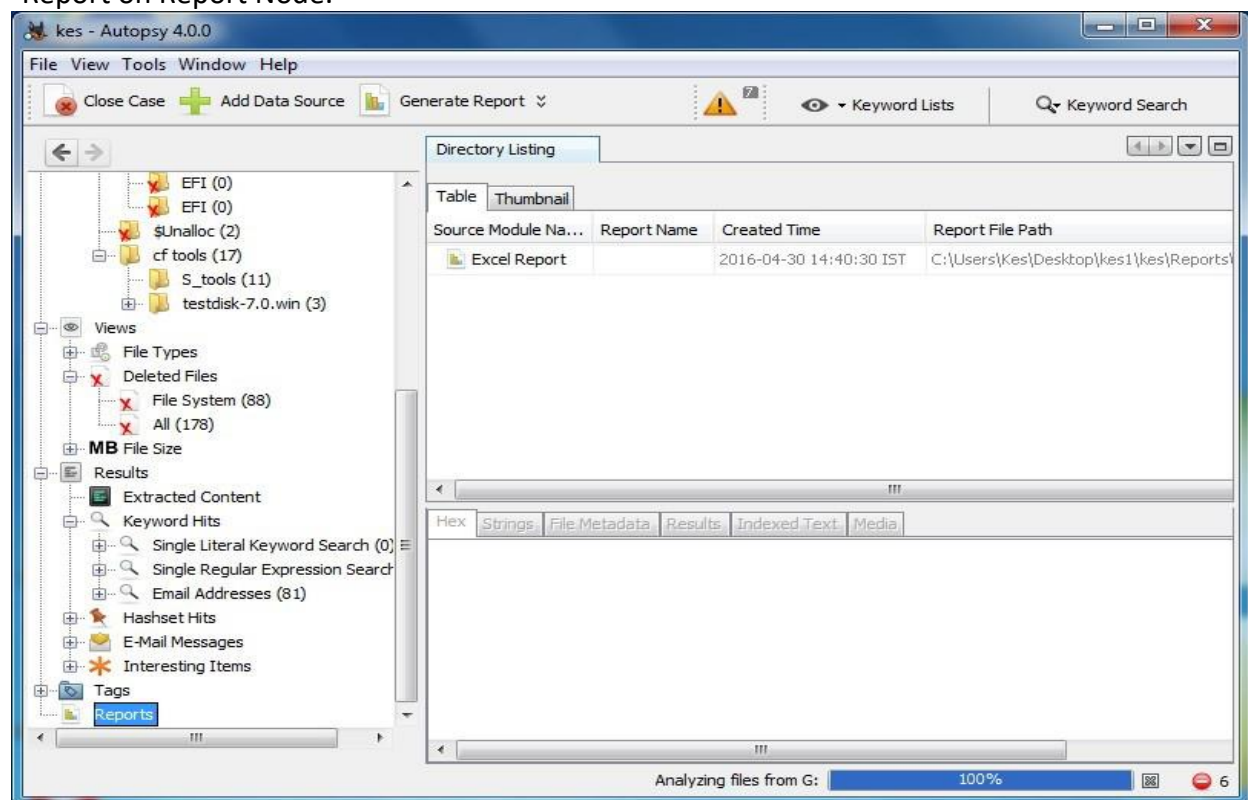 Report on Report Node.
kes - Autopsy 4.0.0
File View Tools Window Help
Close Case Add Data Source Generate Report Keyword Lists Keyword Search
Directory Listing
Table Thumbnail
Source Module Na... Report Name Created Time Report File Path
Excel Report 2016-04-30 14:40:30 IST C:\Users\Kes\Desktop\kes1\kes\Reports\
EFI (0)
EFI (0)
$Unalloc (2)
cf tools (17)
S_tools (11)
testdisk-7.0.win (3)
Views
File Types
Deleted Files
File System (88)
All (178)
MB File Size
Results
Extracted Content
Keyword Hits
Single Literal Keyword Search (0)
Single Regular Expression Search
Email Addresses (81)
Hashset Hits
E-Mail Messages
Interesting Items
Tags
Reports
Hex Strings File Metadata Results Indexed Text Media
Analyzing files from G: 100% 6